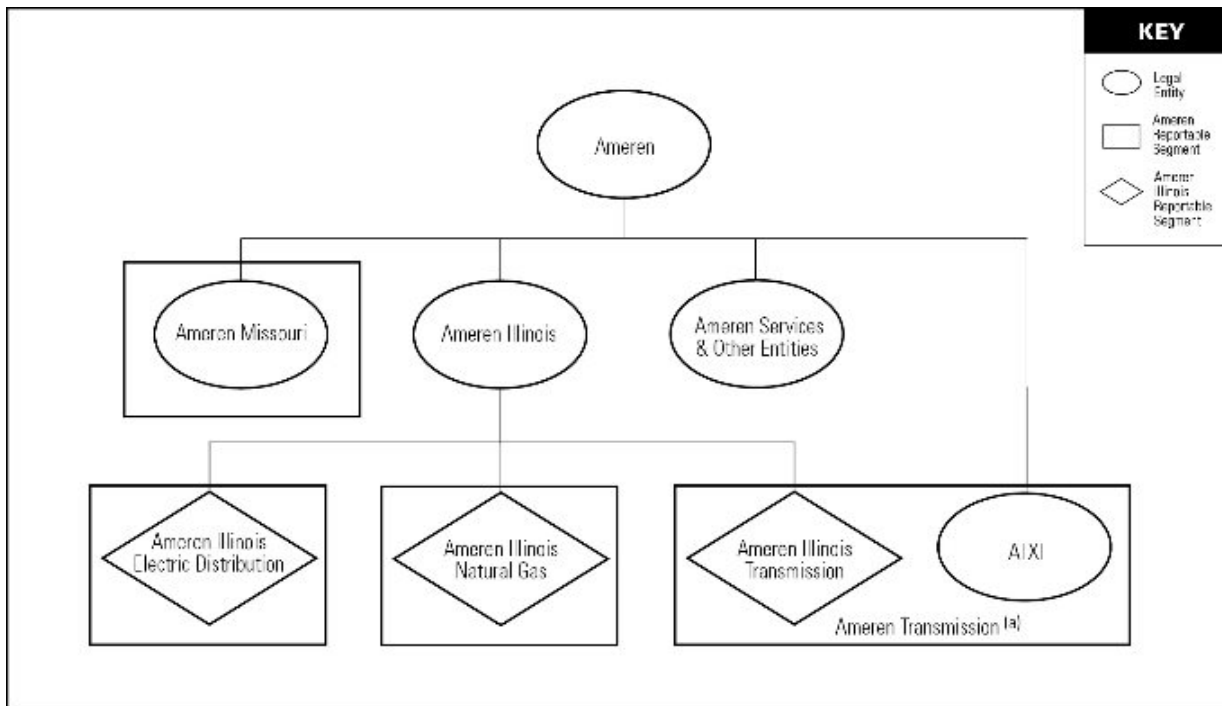 KEY
Legal
Entity
Ameren
Reportable
Segment
Ameren
Illinois
Reportable
Segment
Ameren
Ameren Missouri
Ameren Illinois
Ameren Services
& Other Entities
Ameren Illinois
Electric Distribution
Ameren Illinois
Natural Gas
Ameren Illinois
Transmission
ATXI
Ameren Transmission (a)